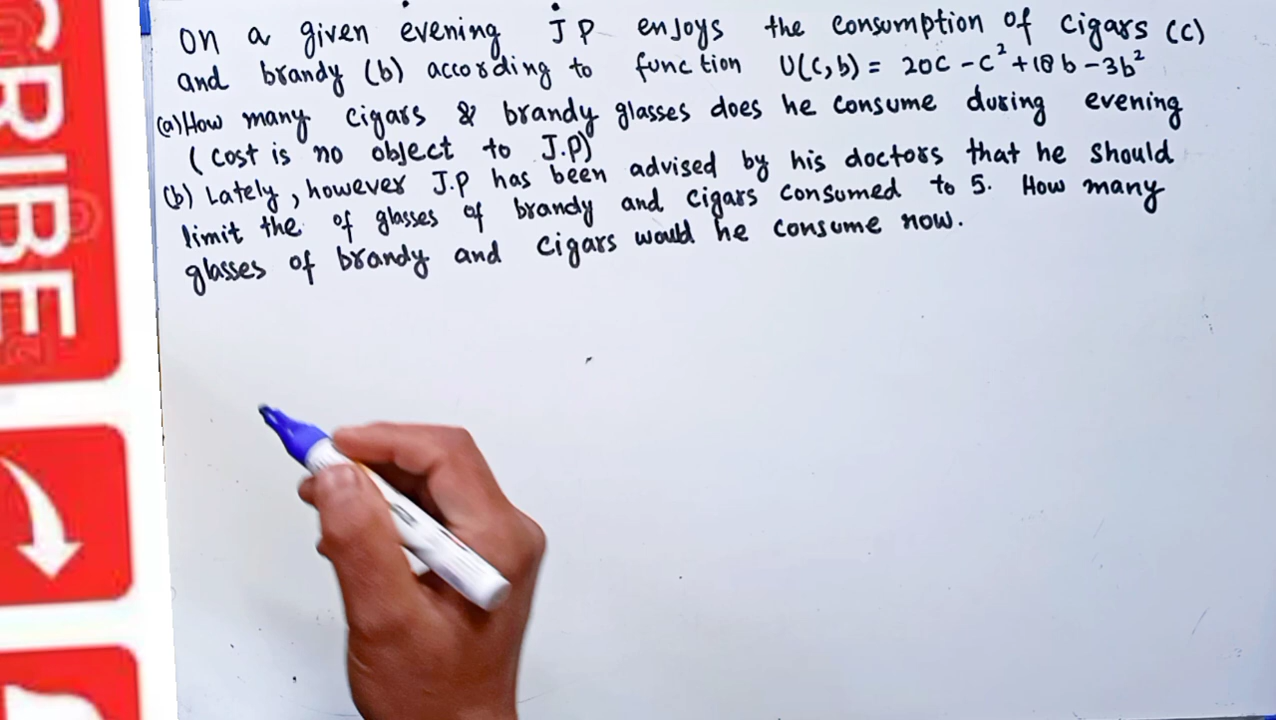 CRIBE
On a given evening J P enjoys the consumption of cigars (c)
and brandy (b) according to function U(c,b) = 20c - c² + 18b - 3b²
(a) How many cigars & brandy glasses does he consume during evening
(cost is no object to J.P)
(b) Lately, however J.P has been advised by his doctors that he should
limit the of glasses of brandy and cigars consumed to 5. How many
glasses of brandy and cigars would he consume now.